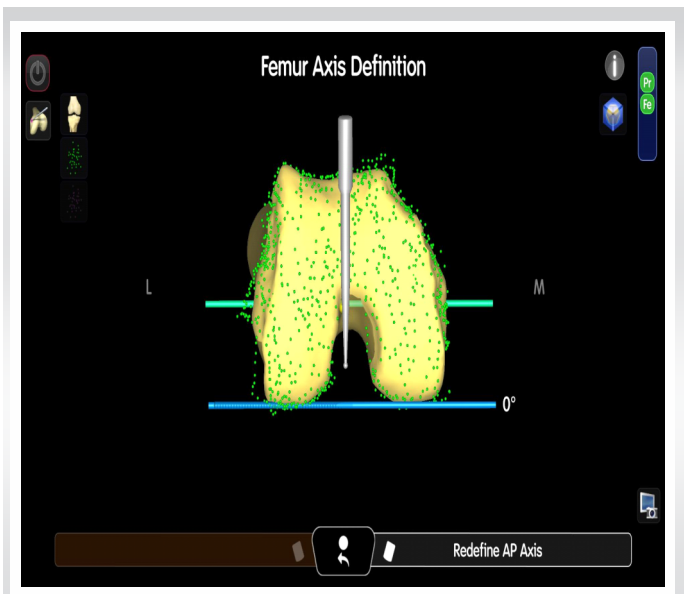 Femur Axis Definition
i
Pr
Fe
L
M
0°
Redefine AP Axis